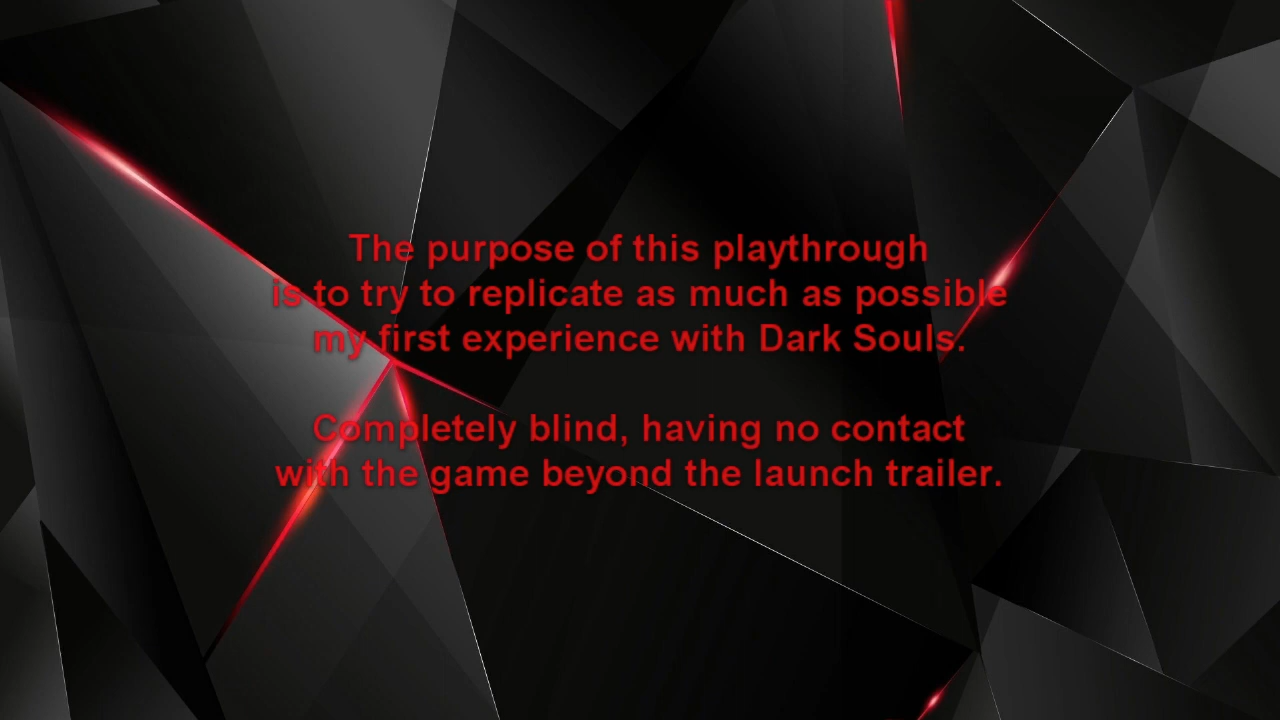 The purpose of this playthrough
is to try to replicate as much as possible
my first experience with Dark Souls.
Completely blind, having no contact
with the game beyond the launch trailer.